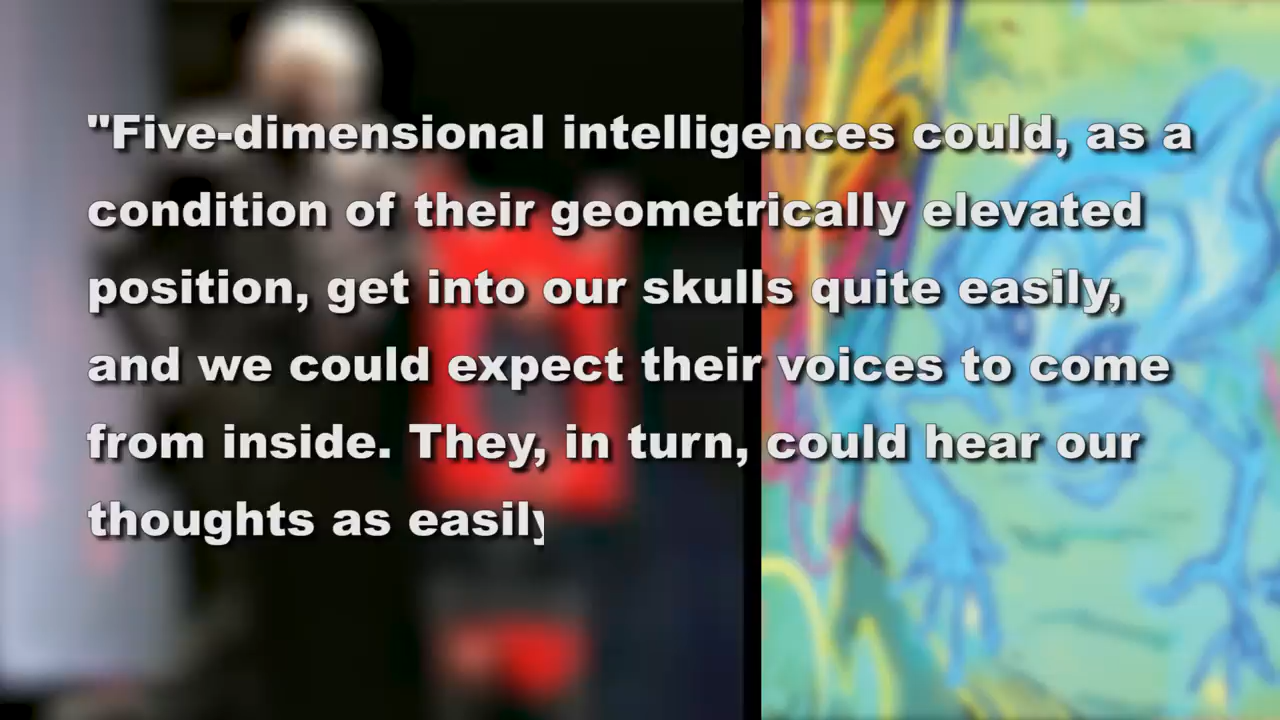 "Five-dimensional intelligences could, as a
condition of their geometrically elevated
position, get into our skulls quite easily,
and we could expect their voices to come
from inside. They, in turn, could hear our
thoughts as easily